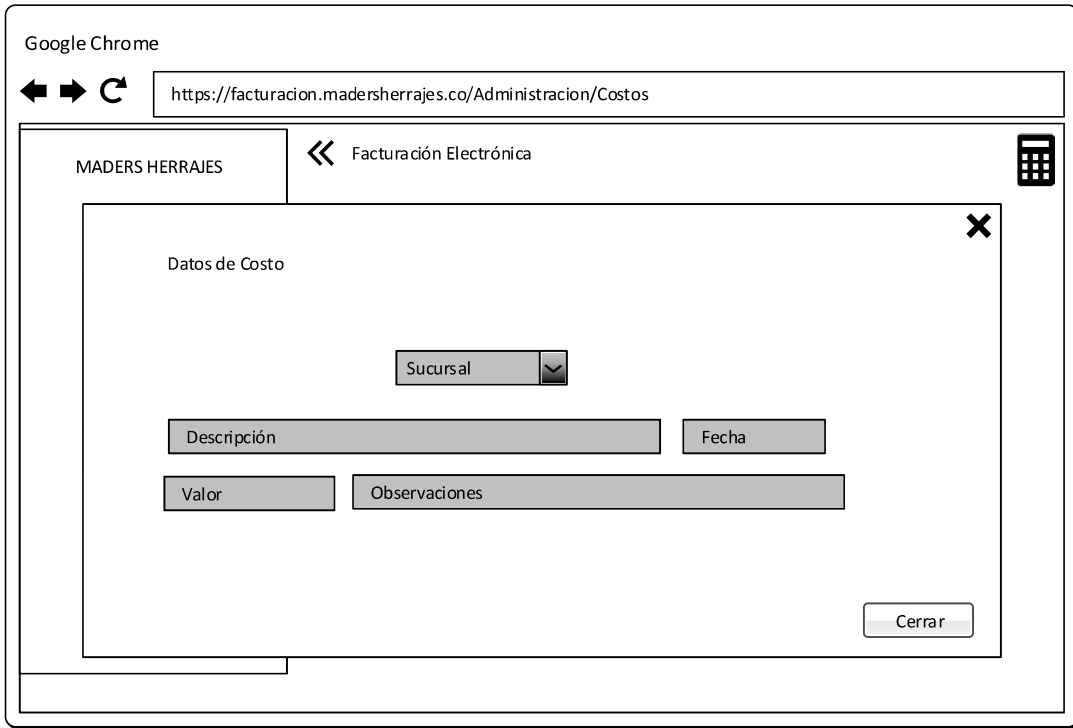 Google Chrome
https://facturacion.madersherrajes.co/Administracion/Costos
MADERS HERRAJES
Facturación Electrónica
Datos de Costo
Sucursal
Descripción
Fecha
Valor
Observaciones
Cerrar